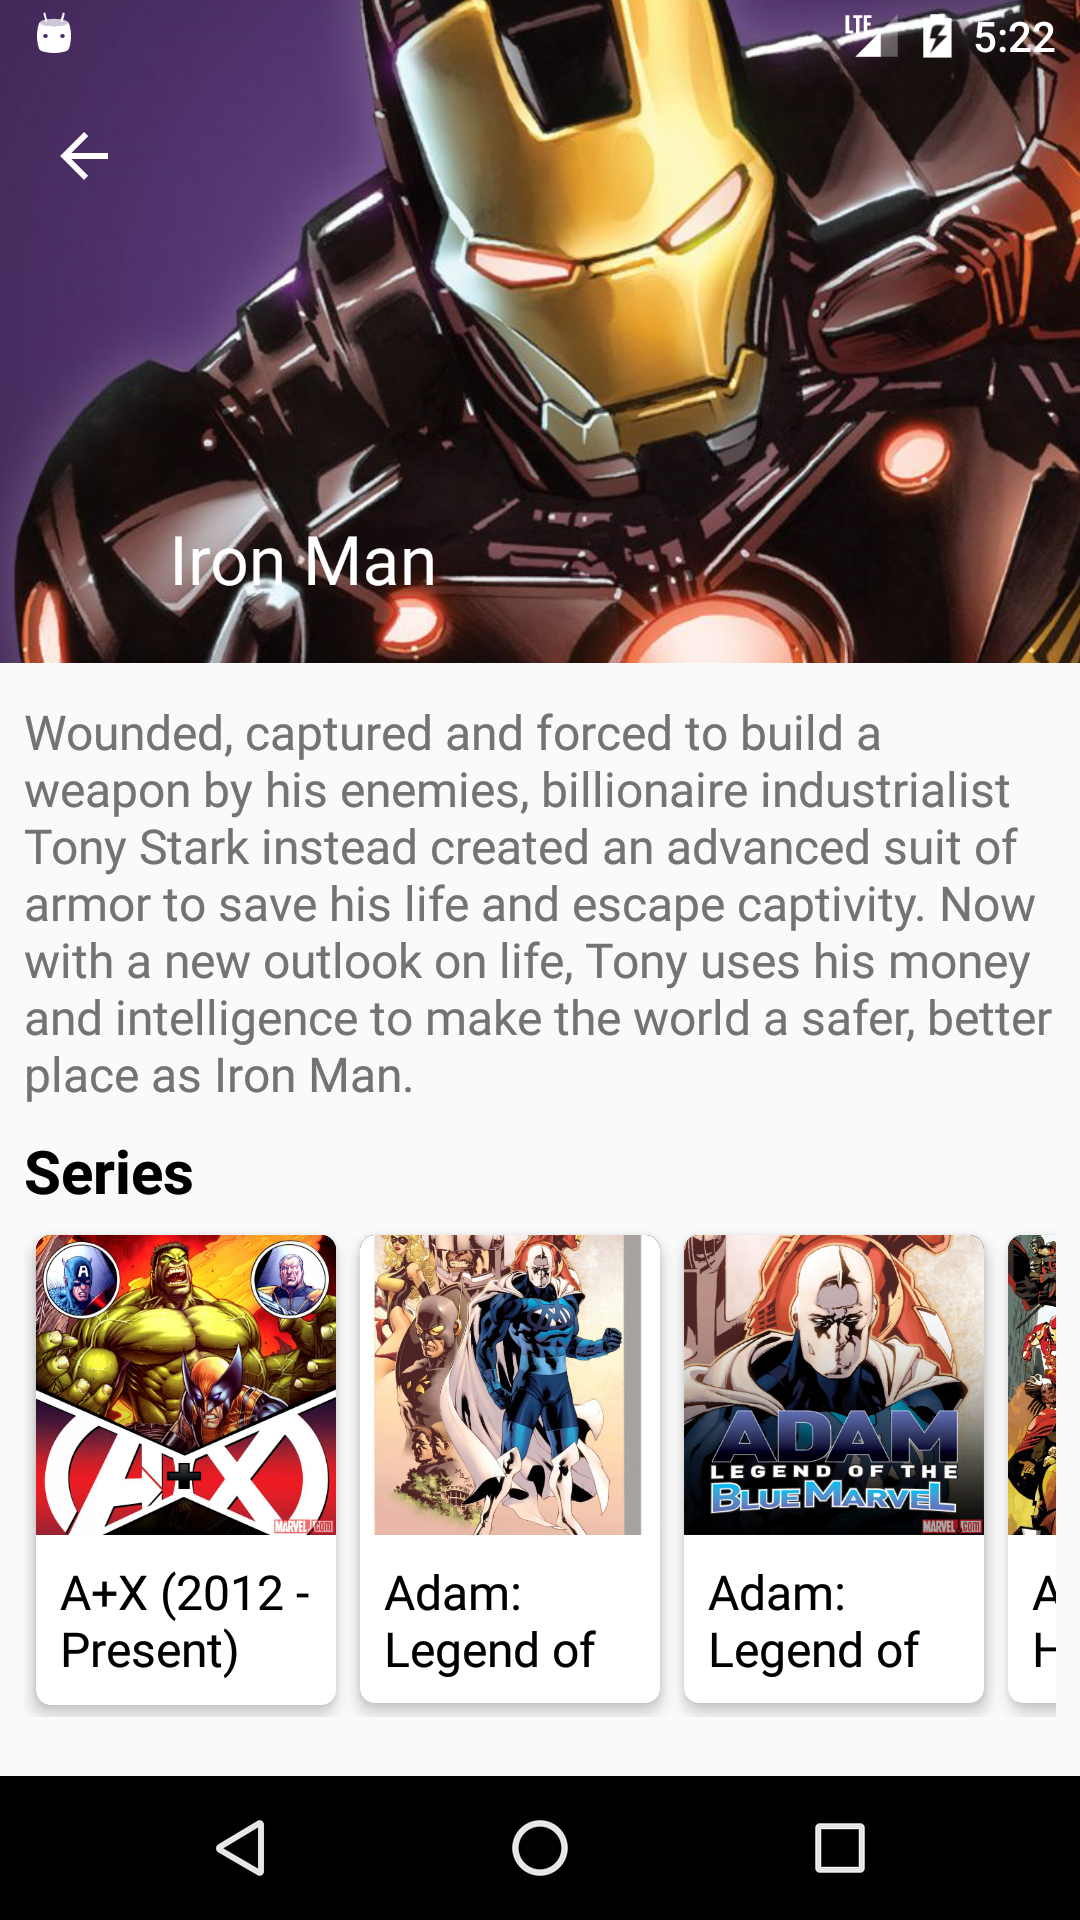 LTE 5:22
Iron Man
Wounded, captured and forced to build a
weapon by his enemies, billionaire industrialist
Tony Stark instead created an advanced suit of
armor to save his life and escape captivity. Now
with a new outlook on life, Tony uses his money
and intelligence to make the world a safer, better
place as Iron Man.
Series
A
A+X
MARVEL.COM
ADAM
LEGEND OF THE
BLUE MARVEL
MARVEL.COM
A+X (2012 -
Present)
Adam:
Legend of
Adam:
Legend of
A
H